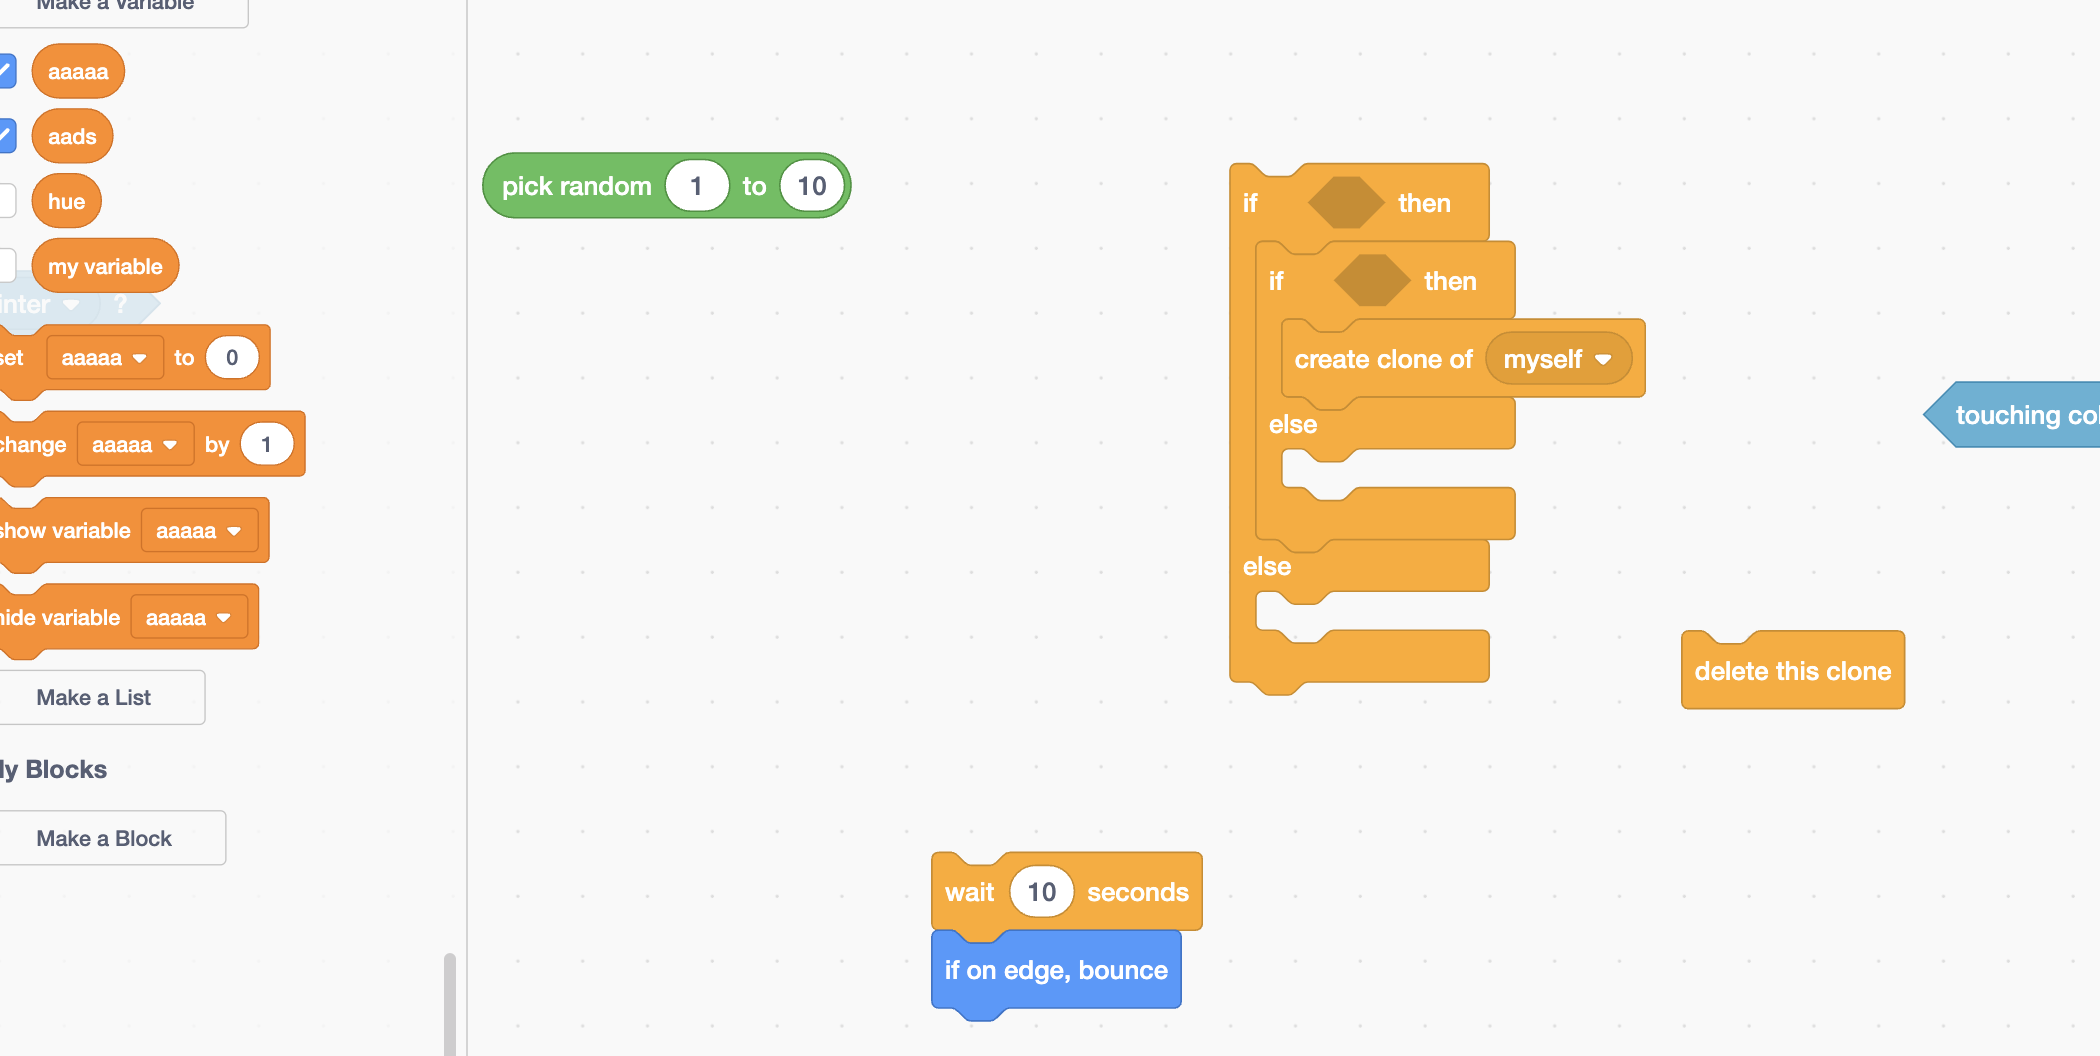 Make a Variable
aaaaa
aads
hue
my variable
?
set aaaaa to 0
change aaaaa by 1
show variable aaaaa
hide variable aaaaa
Make a List
My Blocks
Make a Block
pick random 1 to 10
if then
if then
create clone of myself
else
else
touching
delete this clone
wait 10 seconds
if on edge, bounce